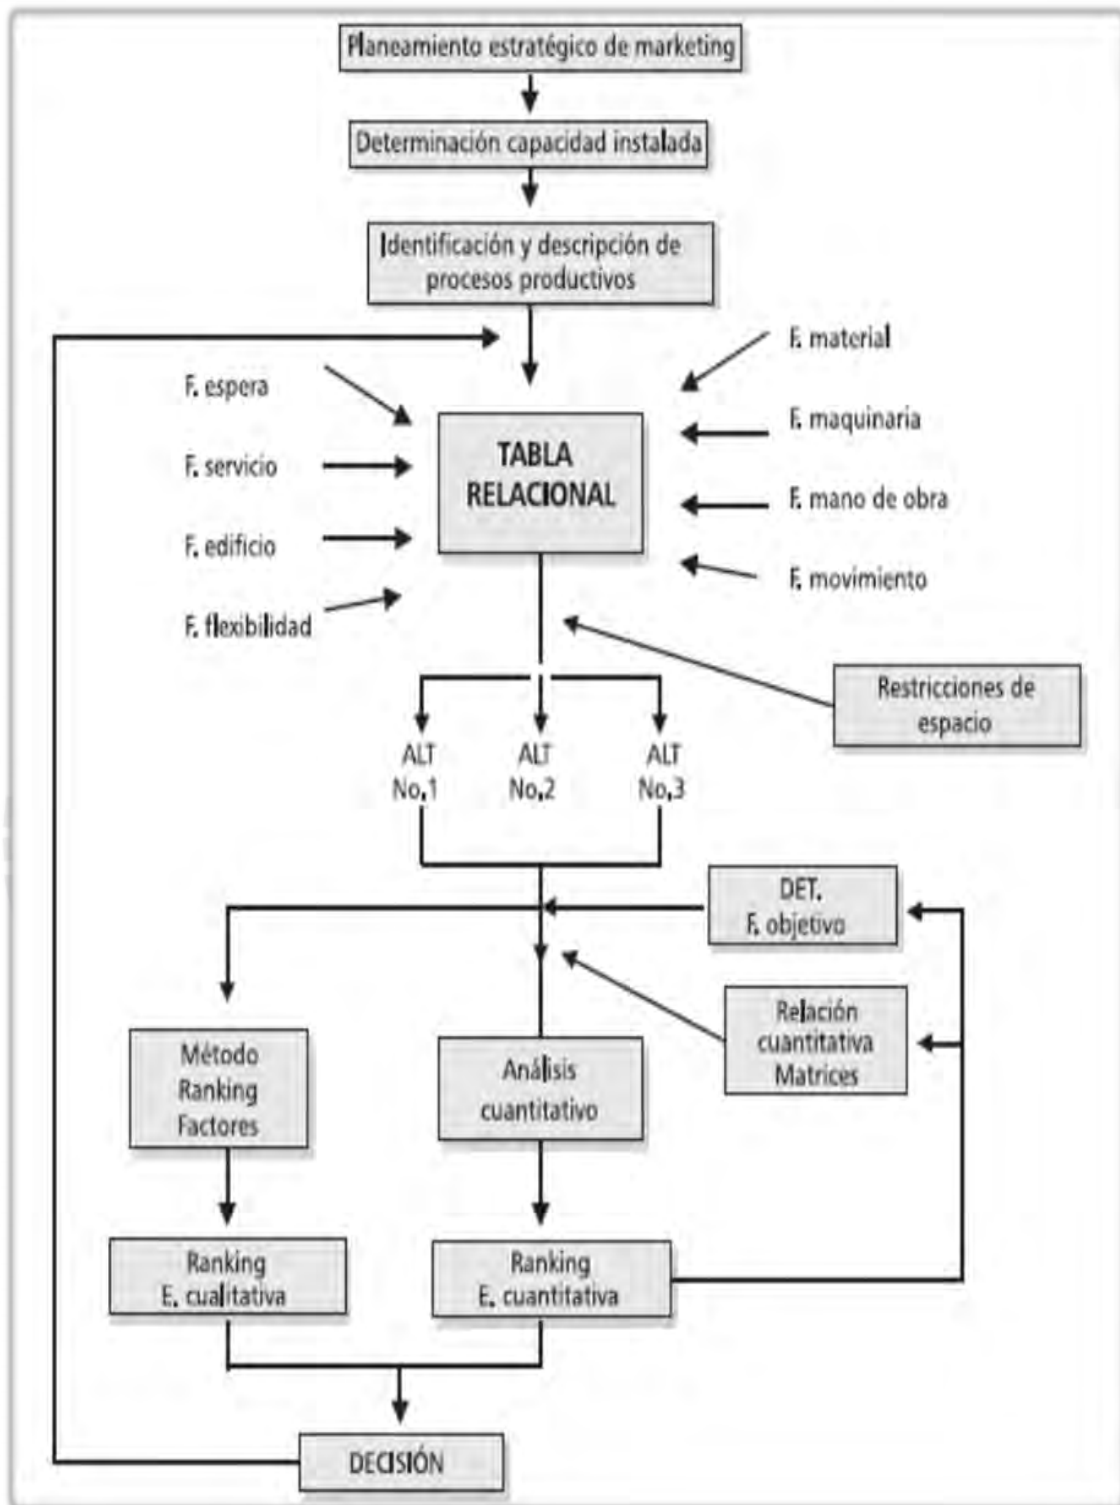 Planeamiento estratégico de marketing
Determinación capacidad instalada
Identificación y descripción de
procesos productivos
F. espera
F. servicio
F. edificio
F. flexibilidad
TABLA
RELACIONAL
F. material
F. maquinaria
F. mano de obra
F. movimiento
Restricciones de
espacio
ALT
No,1
ALT
No,2
ALT
No,3
DET.
F. objetivo
Relación
cuantitativa
Matrices
Método
Ranking
Factores
Análisis
cuantitativo
Ranking
E. cualitativa
Ranking
E. cuantitativa
DECISIÓN